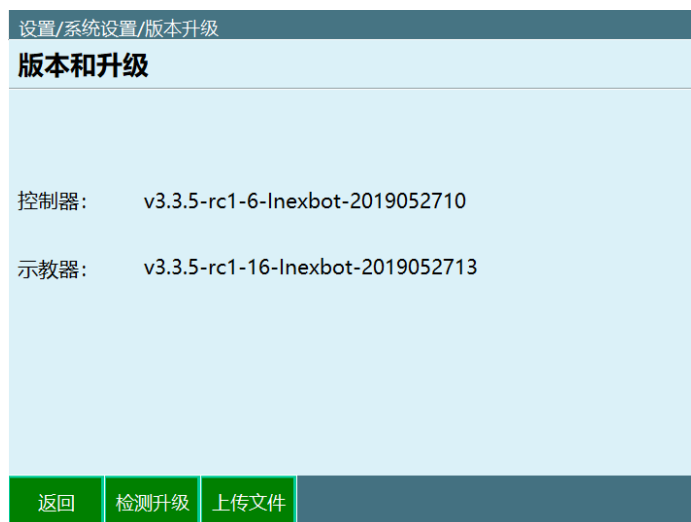 设置/系统设置/版本升级
版本和升级
控制器： v3.3.5-rc1-6-Inexbot-2019052710
示教器： v3.3.5-rc1-16-Inexbot-2019052713
返回 检测升级 上传文件